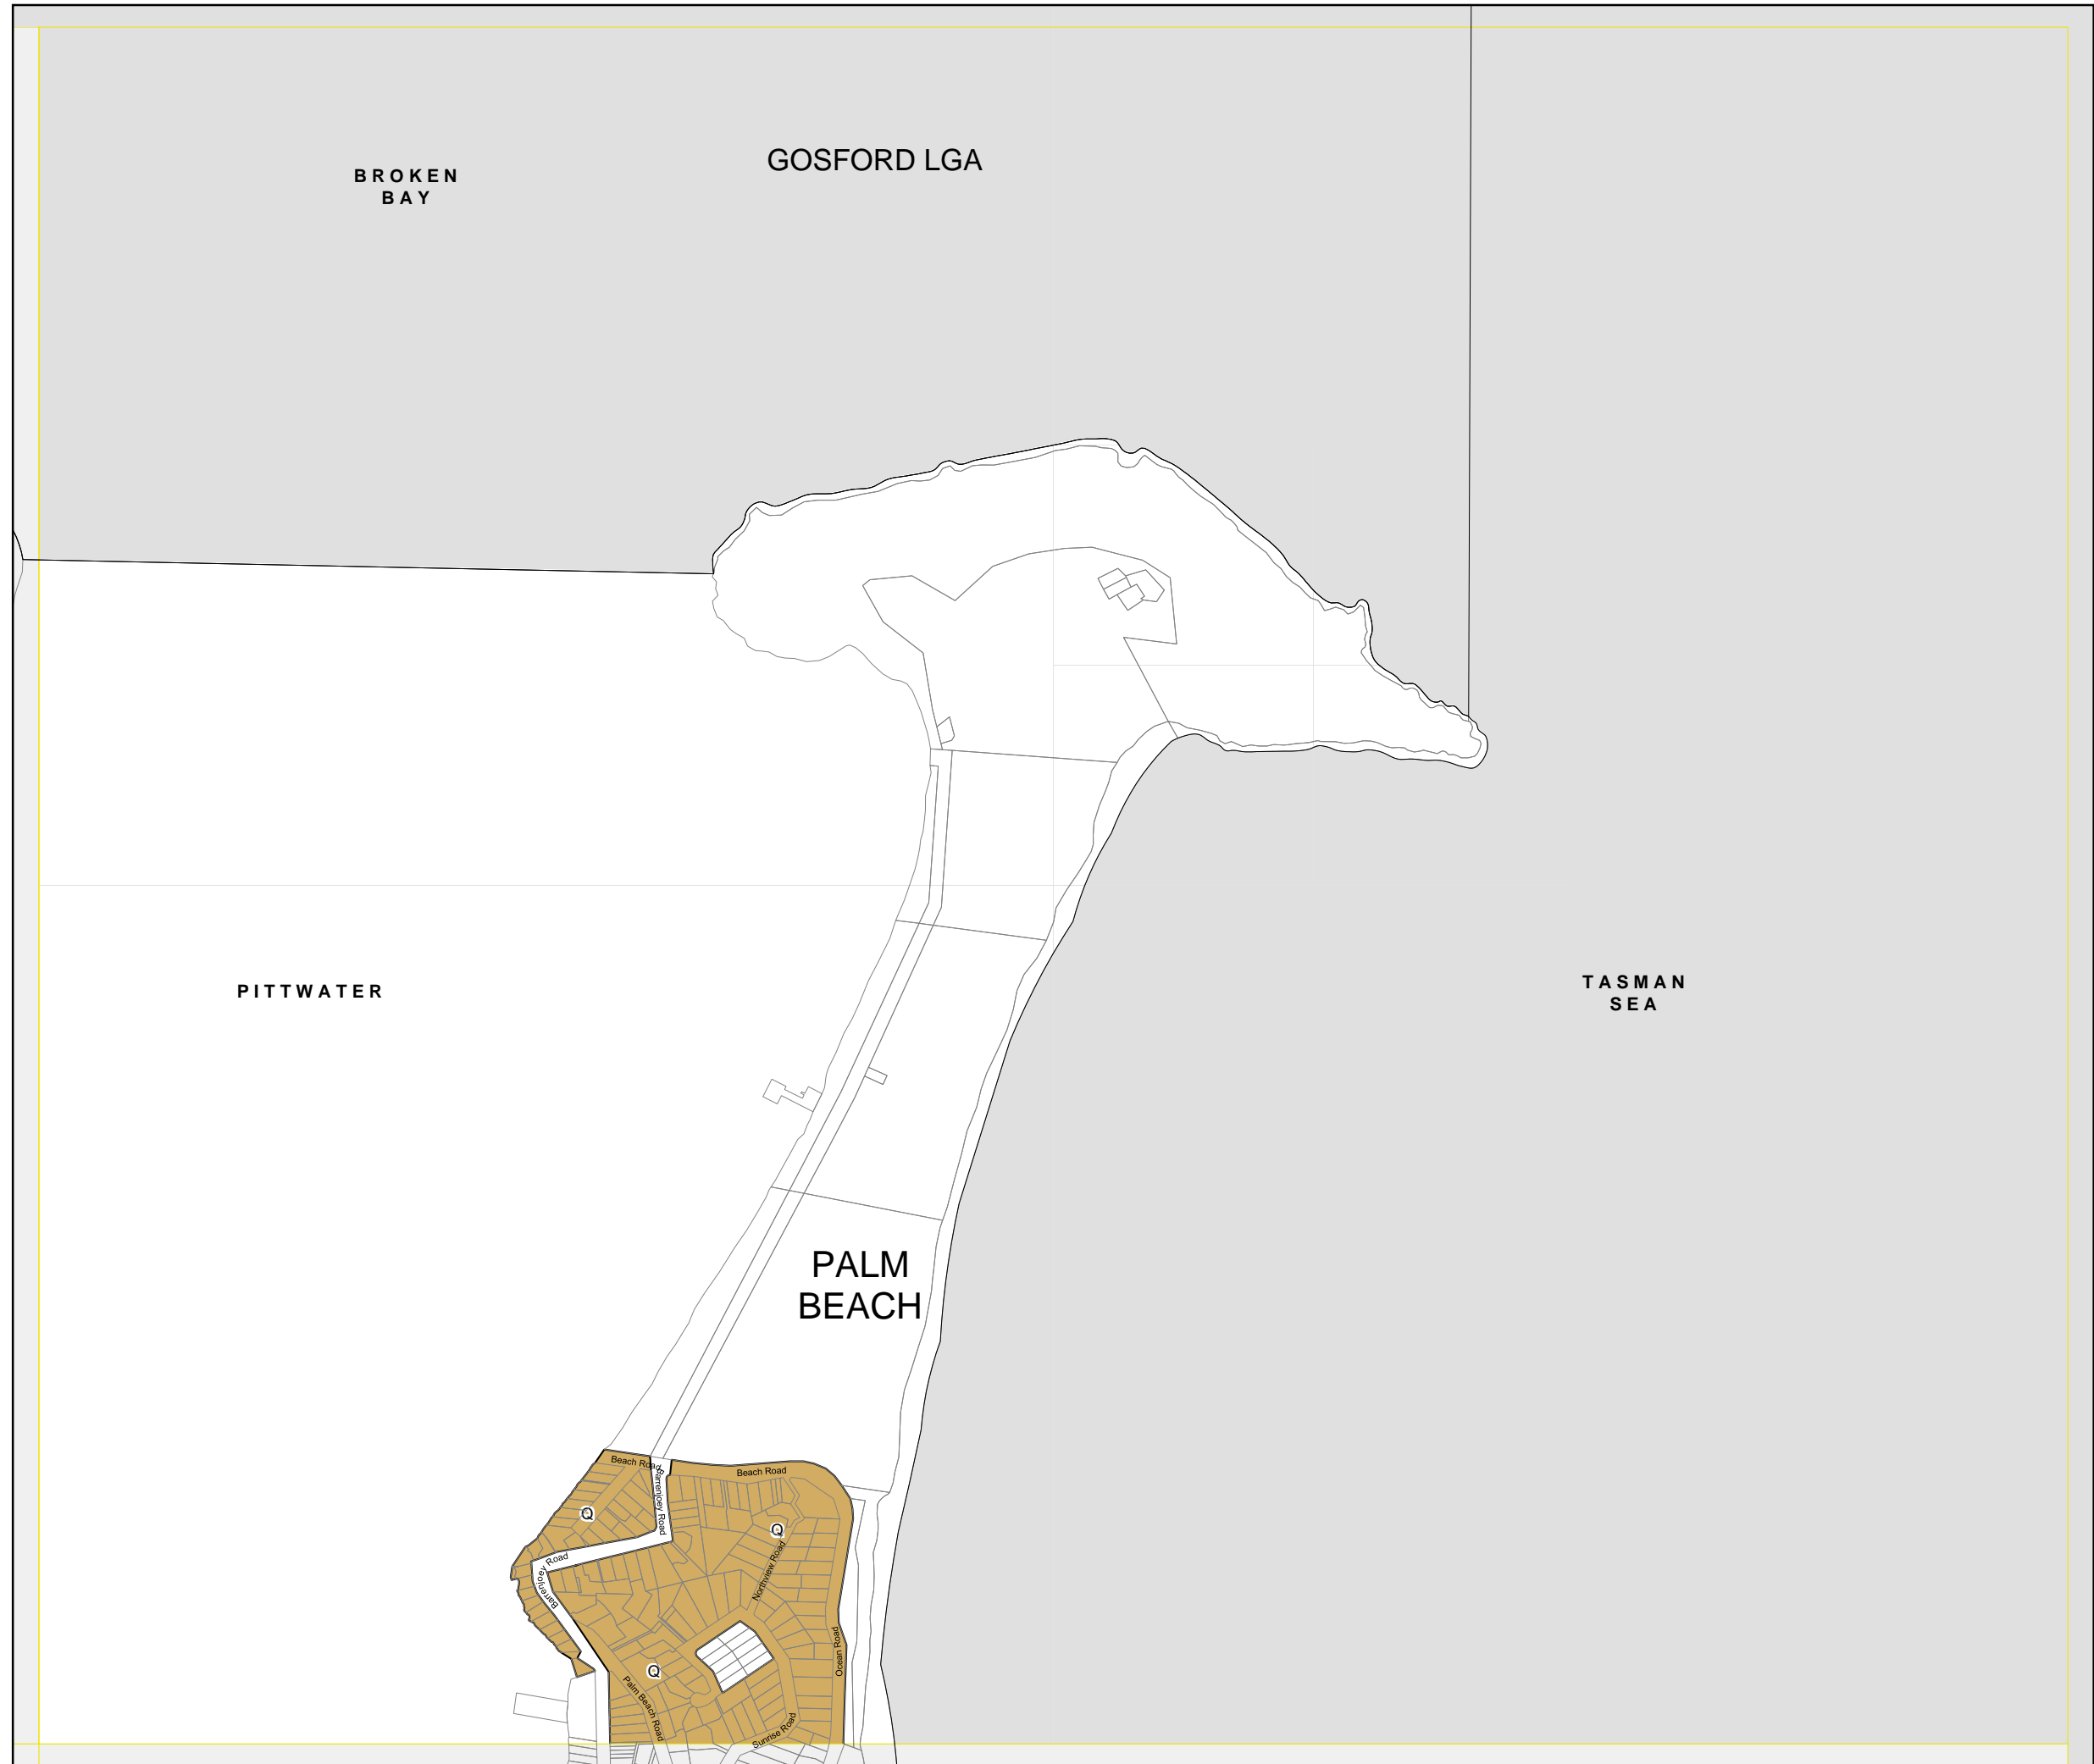 GOSFORD LGA
BROKEN
BAY
PITTWATER
TASMAN
SEA
PALM
BEACH
Beach Road
Barrenjoey Road
Beach Road
Q
Q
Barrenjoey Road
Northview Road
Ocean Road
Q
Palm Beach Road
Sunrise Road